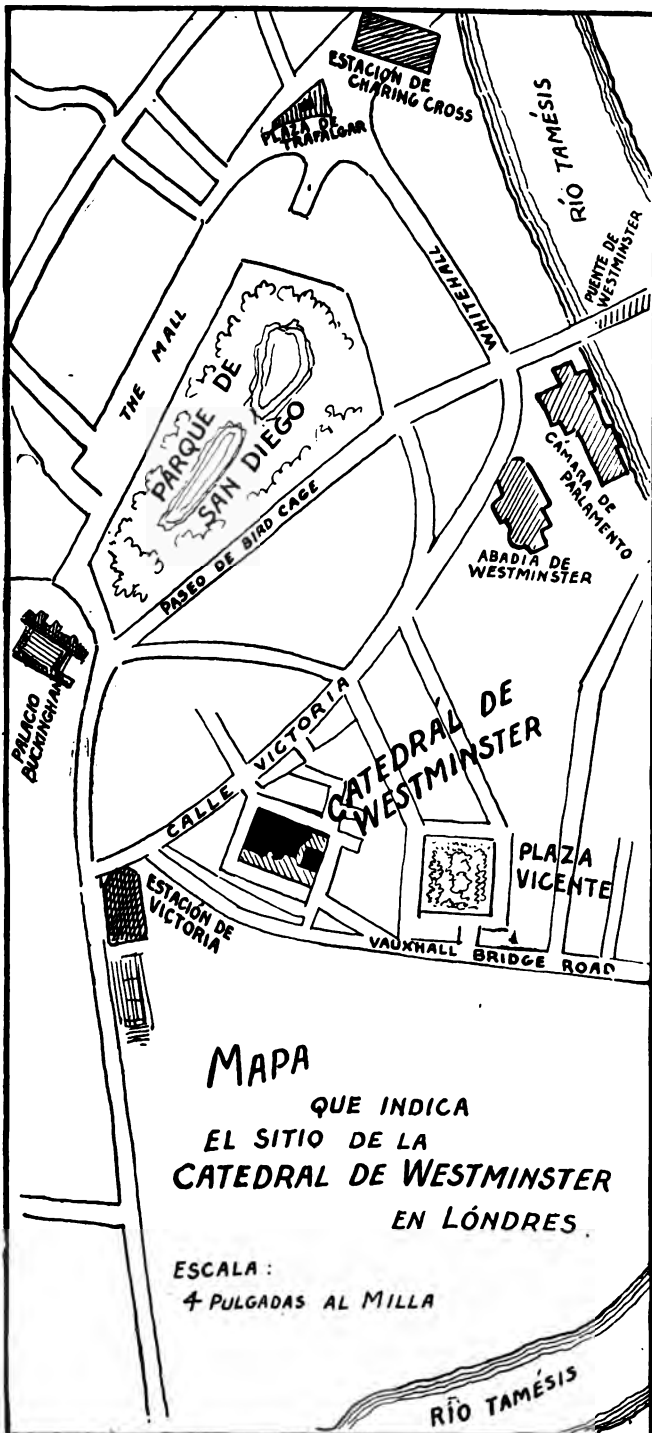 ESTACIÓN DE
CHARING CROSS
PLAZA DE
TRAFALGAR
RÍO TAMÉSIS
PUENTE DE
WESTMINSTER
WHITEHALL
THE MALL
PARQUE DE
SAN DIEGO
PASEO DE BIRD CAGE
CÁMARA DE
PARLAMENTO
ABADIA DE
WESTMINSTER
PALACIO
BUCKINGHAM
CALLE VICTORIA
CATEDRÁL DE
WESTMINSTER
PLAZA
VICENTE
ESTACIÓN DE
VICTORIA
VAUXHALL BRIDGE ROAD
MAPA
QUE INDICA
EL SITIO DE LA
CATEDRAL DE WESTMINSTER
EN LÓNDRES.
ESCALA:
4 PULGADAS AL MILLA
RÍO TAMÉSIS